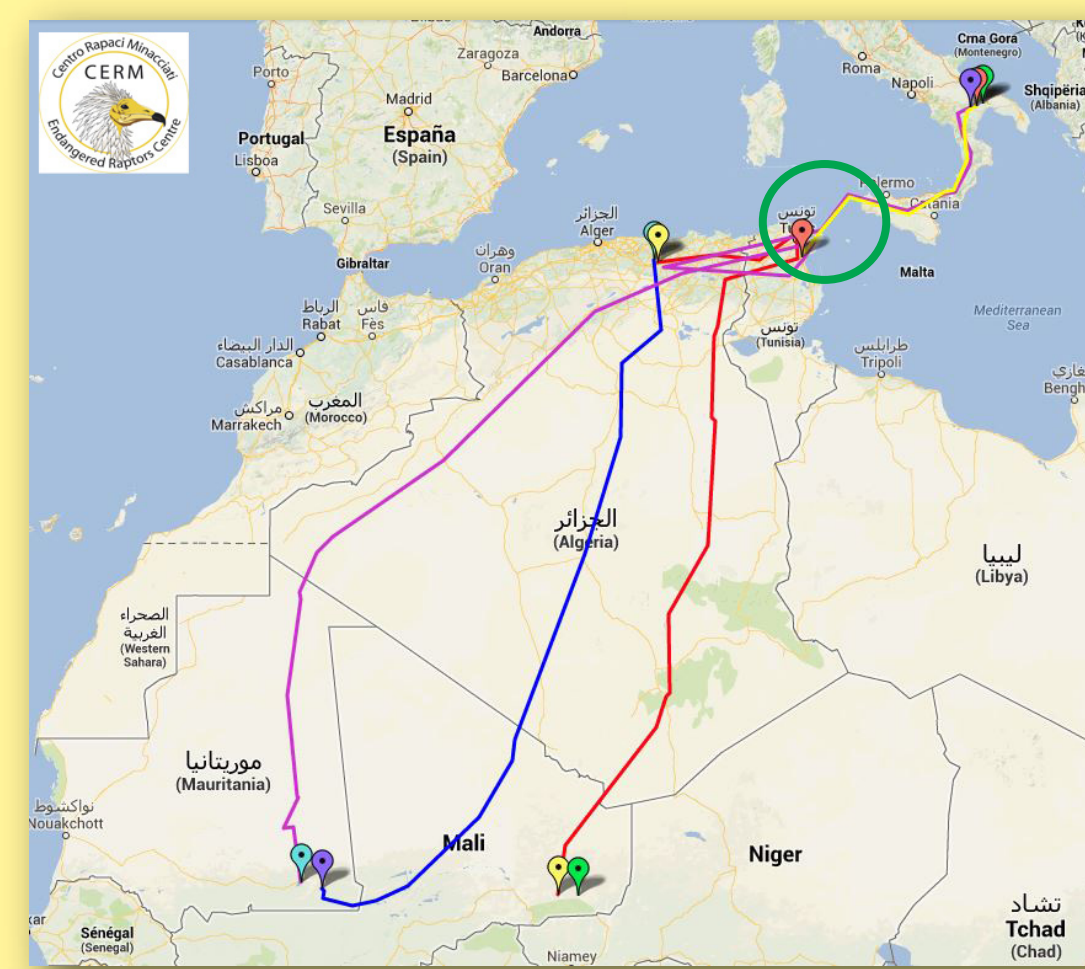 Centro Rapaci Minacciati
CERM
Endangered Raptors Centre
Andorra
Zaragoza
Barcelona
Porto
Madrid
España
(Spain)
Portugal
Lisboa
Sevilla
Gibraltar
Roma
Napoli
Crna Gora
(Montenegro)
Shqipëria
(Albania)
Palermo
Catania
Malta
Mediterranean
Sea
الجزائر
Alger
وهران
Oran
تونس
تونس
(Tunisia)
طرابلس
Tripoli
الرباط
Rabat
فاس
Fès
الدار البيضاء
Casablanca
مراكش
Marrakech
المغرب
(Morocco)
الجزائر
(Algeria)
ليبيا
(Libya)
الصحراء
الغربية
(Western
Sahara)
موريتانيا
(Mauritania)
نواكشوط
Nouakchott
Mali
Niger
تشاد
Tchad
(Chad)
Sénégal
(Senegal)
Niamey